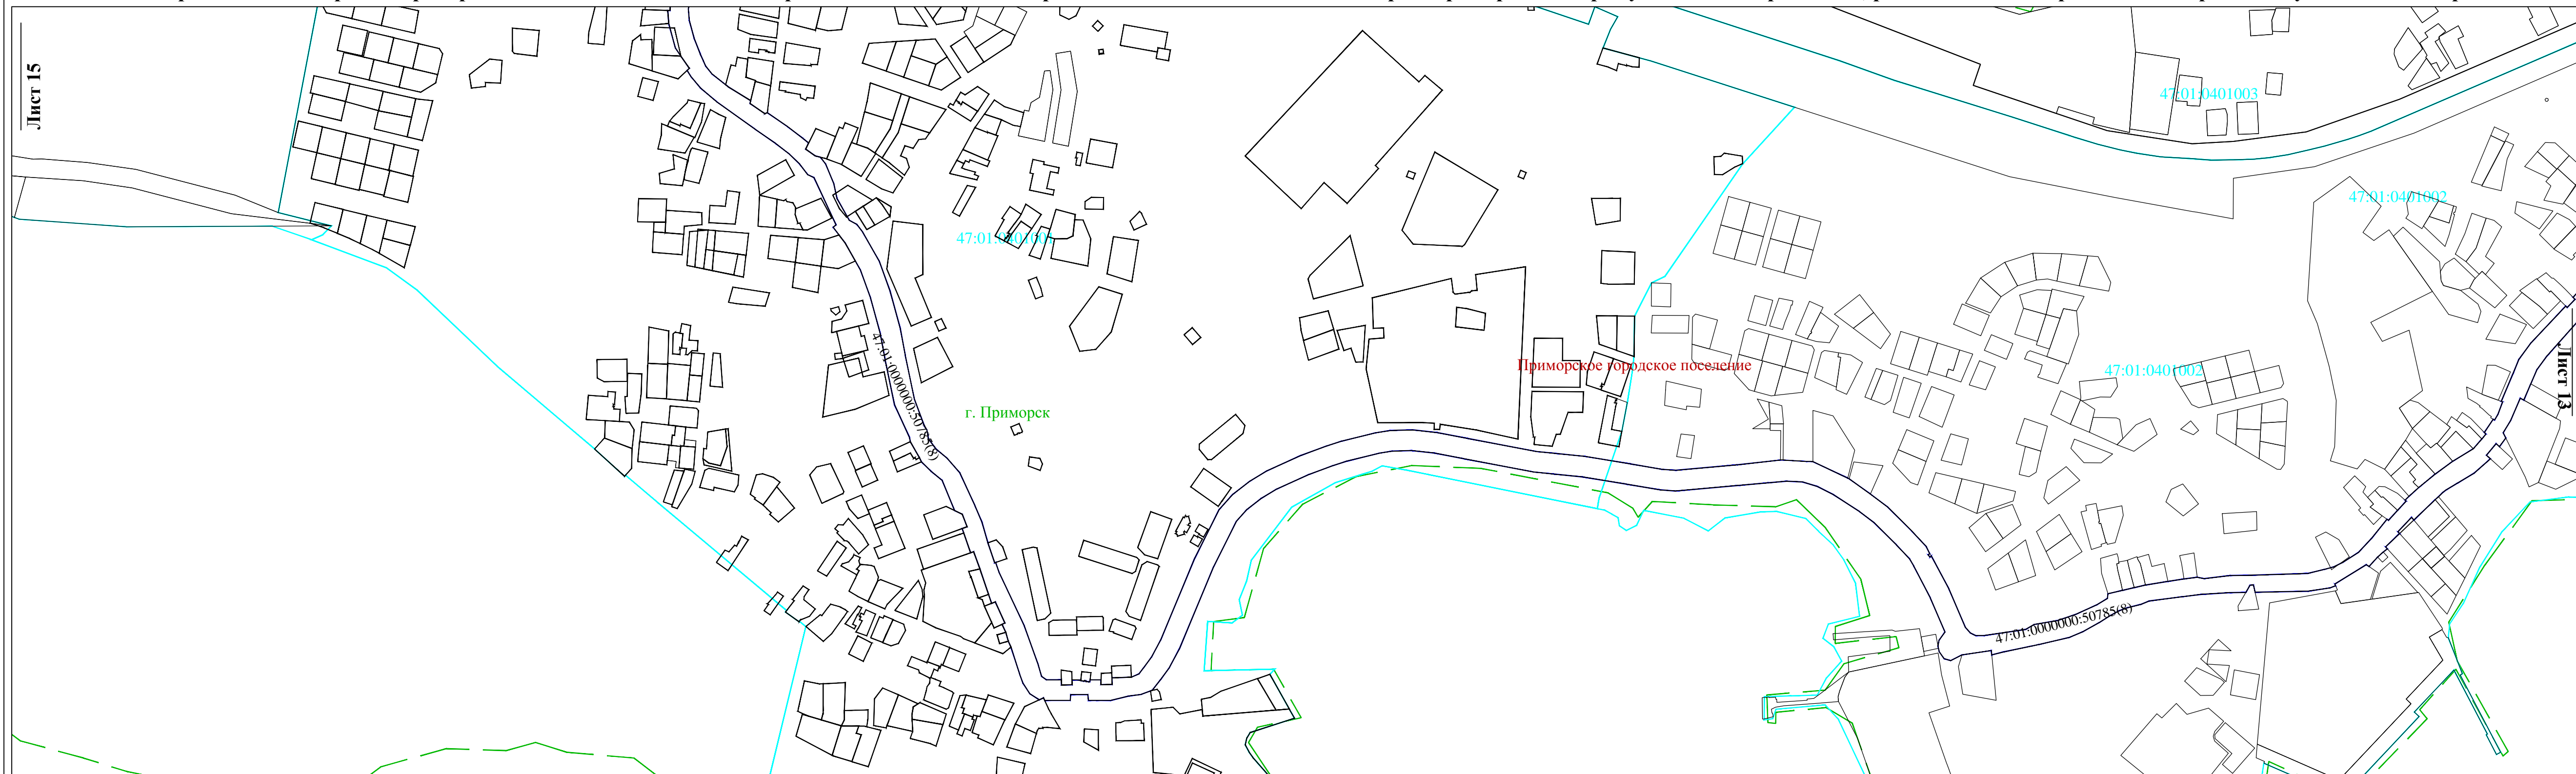 Лист 15
47:01:0401003
47:01:0401002
47:01:0401001
47:01:0000000:50785(8)
Приморское городское поселение
47:01:0401002
Лист 13
г. Приморск
47:01:0000000:50785(8)